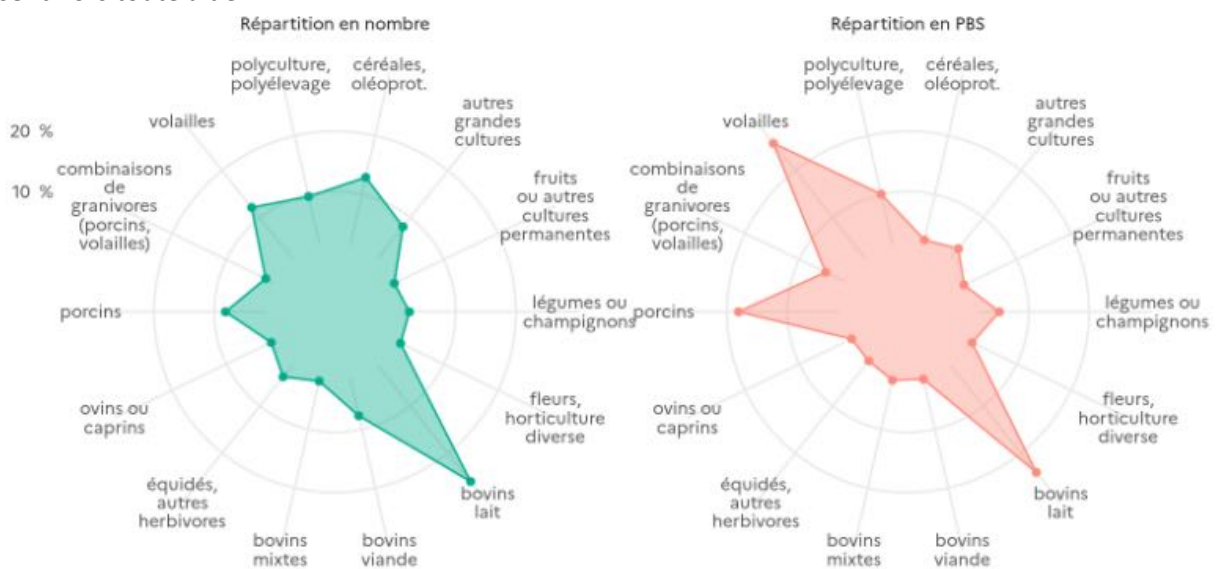 Répartition en nombre
polyculture,
polyélevage
céréales,
oléoprot.
autres
grandes
cultures
fruits
ou autres
cultures
permanentes
légumes ou
champignons
fleurs,
horticulture
diverse
bovins
lait
bovins
viande
bovins
mixtes
équidés,
autres
herbivores
ovins ou
caprins
porcins
combinaisons
de
granivores
(porcins,
volailles)
volailles
20 %
10 %
Répartition en PBS
polyculture,
polyélevage
céréales,
oléoprot.
autres
grandes
cultures
fruits
ou autres
cultures
permanentes
légumes ou
champignons
fleurs,
horticulture
diverse
bovins
lait
bovins
viande
bovins
mixtes
équidés,
autres
herbivores
ovins ou
caprins
porcins
combinaisons
de
granivores
(porcins,
volailles)
volailles